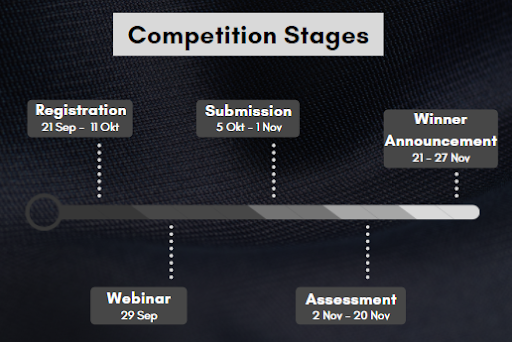 Competition Stages
Registration
21 Sep - 11 Okt
Submission
5 Okt - 1 Nov
Winner
Announcement
21 - 27 Nov
Webinar
29 Sep
Assessment
2 Nov - 20 Nov